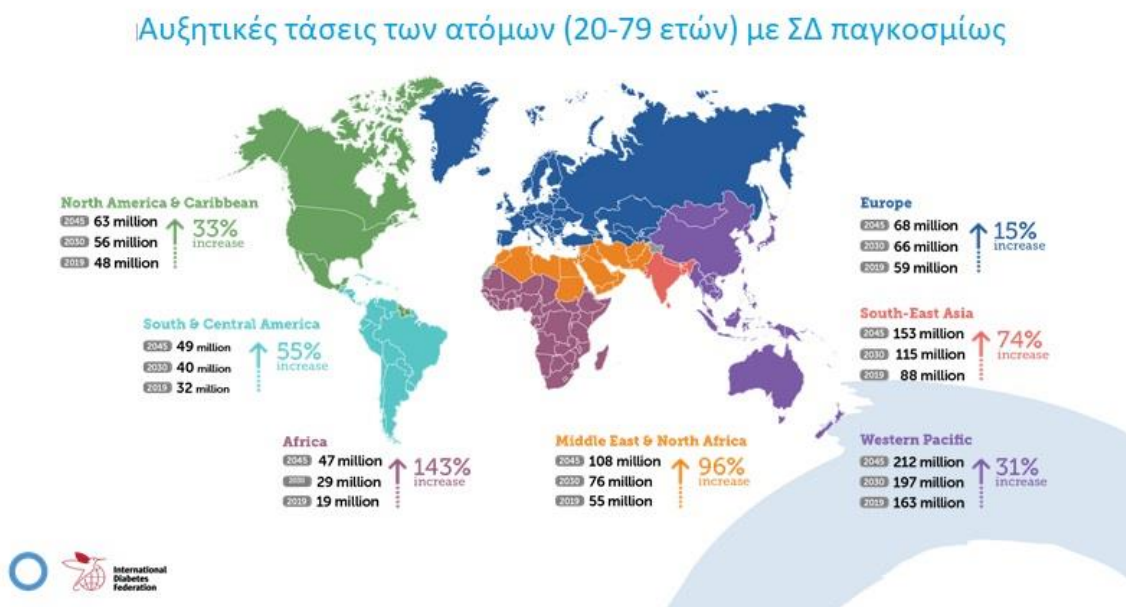 Αυξητικές τάσεις των ατόμων (20-79 ετών) με ΣΔ παγκοσμίως
North America & Caribbean
2045 63 million
2030 56 million
2019 48 million
33%
increase
South & Central America
2045 49 million
2030 40 million
2019 32 million
55%
increase
Africa
2045 47 million
2030 29 million
2019 19 million
143%
increase
Middle East & North Africa
2045 108 million
2030 76 million
2019 55 million
96%
increase
Europe
2045 68 million
2030 66 million
2019 59 million
15%
increase
South-East Asia
2045 153 million
2030 115 million
2019 88 million
74%
increase
Western Pacific
2045 212 million
2030 197 million
2019 163 million
31%
increase
International
Diabetes
Federation